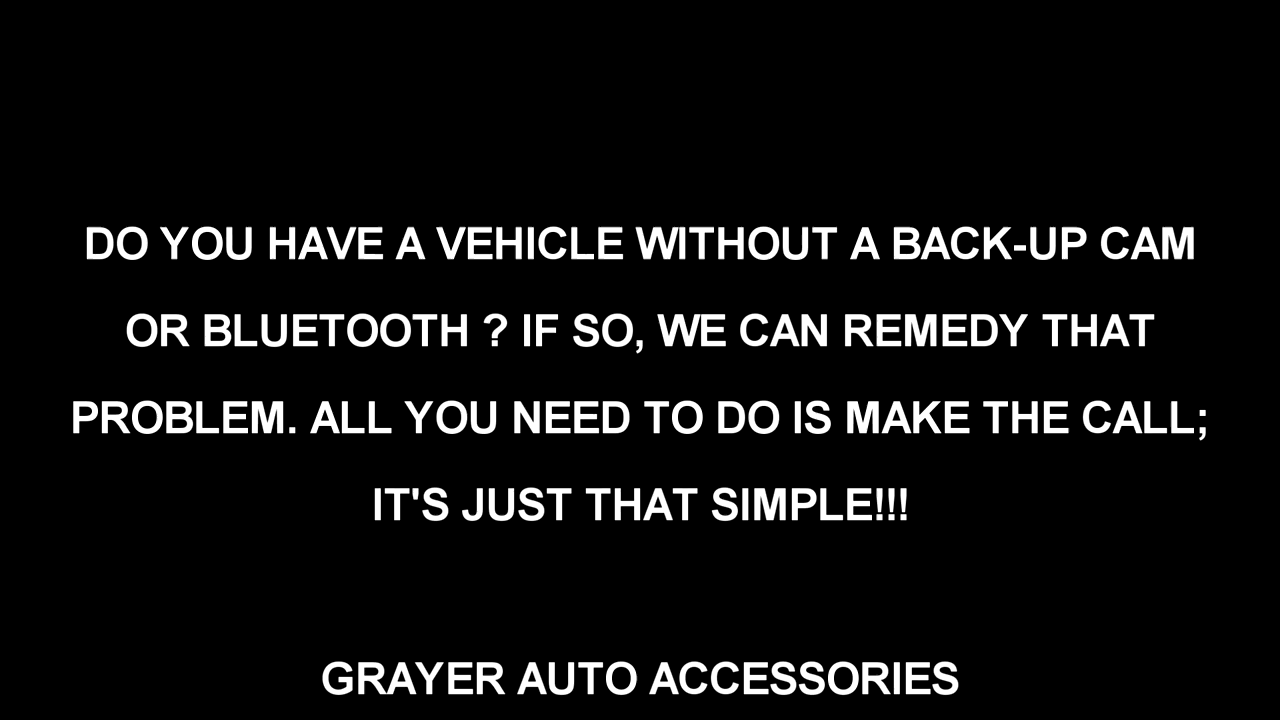 DO YOU HAVE A VEHICLE WITHOUT A BACK-UP CAM
OR BLUETOOTH ? IF SO, WE CAN REMEDY THAT
PROBLEM. ALL YOU NEED TO DO IS MAKE THE CALL;
IT'S JUST THAT SIMPLE!!!
GRAYER AUTO ACCESSORIES